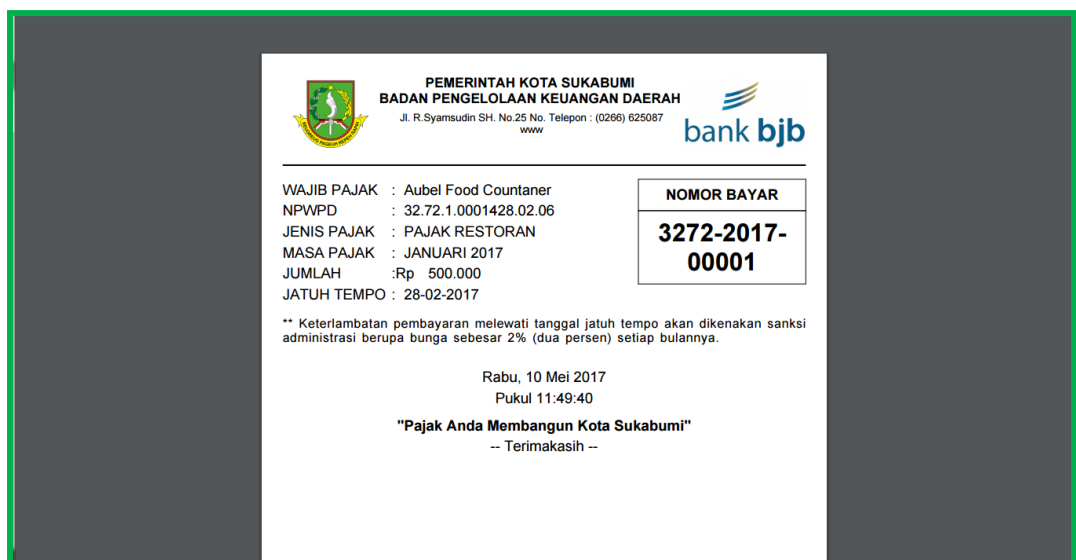 PEMERINTAH KOTA SUKABUMI
BADAN PENGELOLAAN KEUANGAN DAERAH
Jl. R.Syamsudin SH. No.25 No. Telepon : (0266) 625087
www
bank bjb
WAJIB PAJAK : Aubel Food Countaner
NPWPD : 32.72.1.0001428.02.06
JENIS PAJAK : PAJAK RESTORAN
MASA PAJAK : JANUARI 2017
JUMLAH :Rp 500.000
JATUH TEMPO : 28-02-2017
NOMOR BAYAR
3272-2017-
00001
** Keterlambatan pembayaran melewati tanggal jatuh tempo akan dikenakan sanksi
administrasi berupa bunga sebesar 2% (dua persen) setiap bulannya.
Rabu, 10 Mei 2017
Pukul 11:49:40
"Pajak Anda Membangun Kota Sukabumi"
-- Terimakasih --